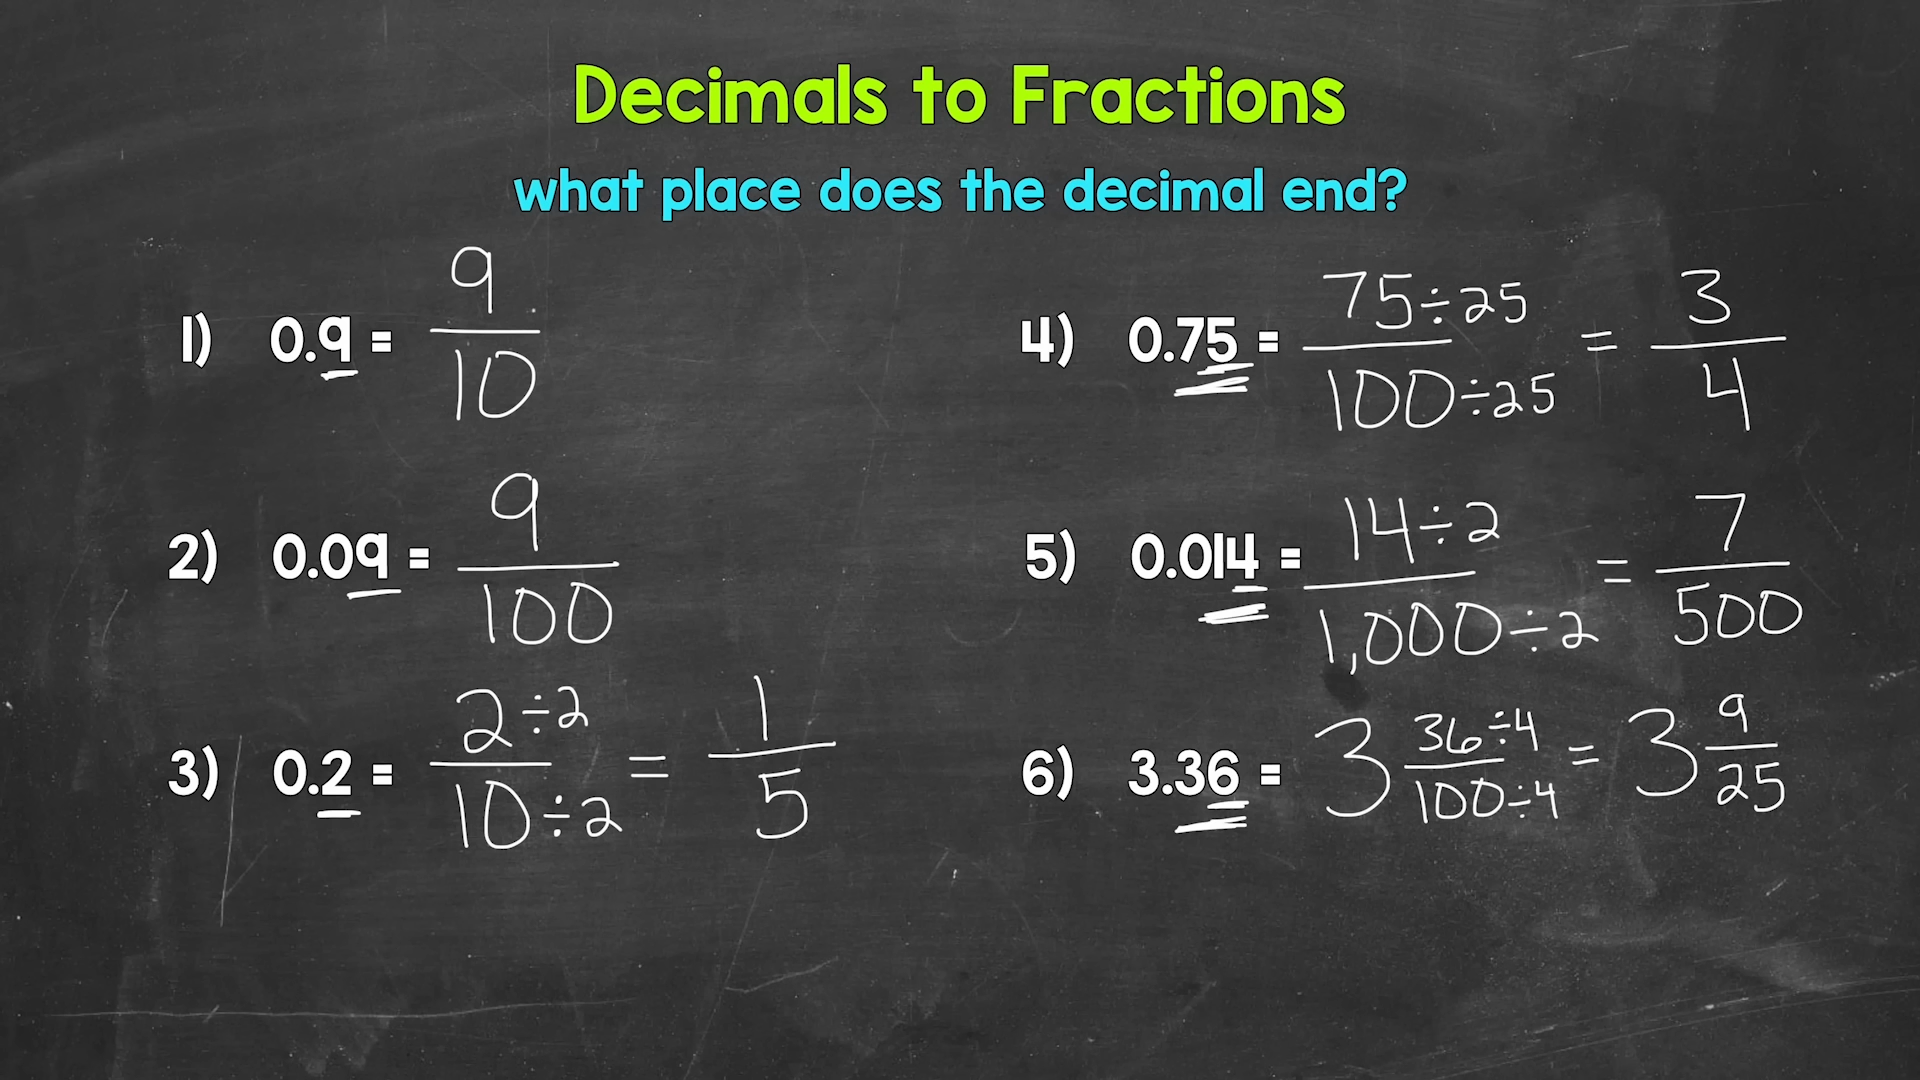 Decimals to Fractions
what place does the decimal end?
1) 0.9 = 9/10
2) 0.09 = 9/100
3) 0.2 = 2÷2/10÷2 = 1/5
4) 0.75 = 75÷25/100÷25 = 3/4
5) 0.014 = 14÷2/1,000÷2 = 7/500
6) 3.36 = 3 36÷4/100÷4 = 3 9/25